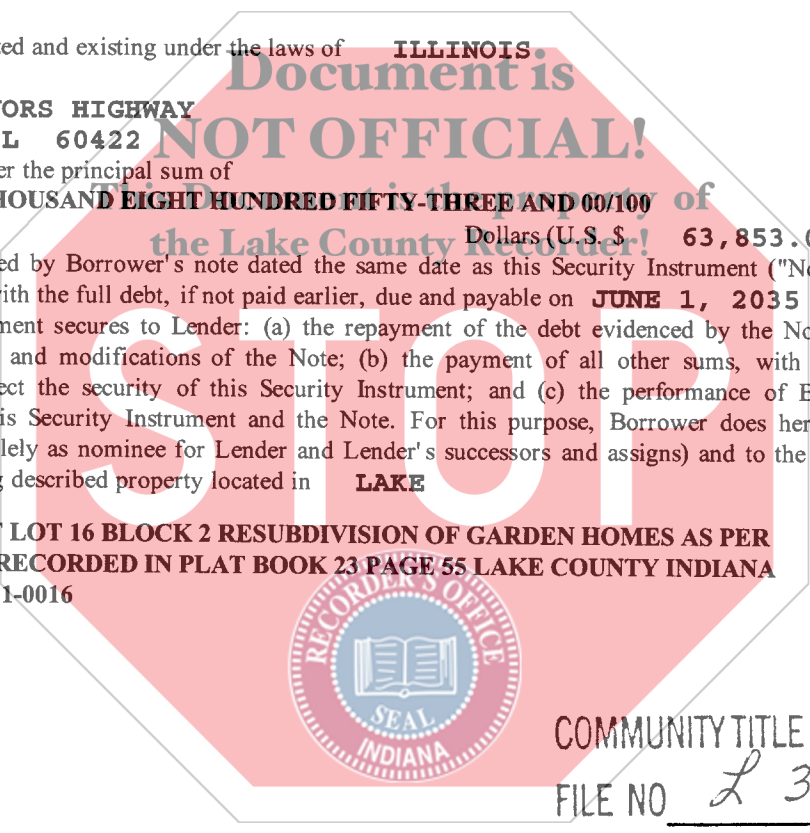 ted and existing under the laws of ILLINOIS
Document is
ORS HIGHWAY
L 60422
NOT OFFICIAL!
er the principal sum of
This Document is the property of
HOUSAND EIGHT HUNDRED FIFTY-THREE AND 00/100
the Lake County Recorder!
Dollars (U.S. $ 63,853.0
ed by Borrower's note dated the same date as this Security Instrument ("No
ith the full debt, if not paid earlier, due and payable on JUNE 1, 2035
ment secures to Lender: (a) the repayment of the debt evidenced by the No
and modifications of the Note; (b) the payment of all other sums, with
ect the security of this Security Instrument; and (c) the performance of B
is Security Instrument and the Note. For this purpose, Borrower does her
lely as nominee for Lender and Lender's successors and assigns) and to the
g described property located in LAKE
STOP
LOT 16 BLOCK 2 RESUBDIVISION OF GARDEN HOMES AS PER
RECORDED IN PLAT BOOK 23 PAGE 55 LAKE COUNTY INDIANA
1-0016
RECORDER'S OFFICE
SEAL
INDIANA
COMMUNITY TITLE
FILE NO L 3